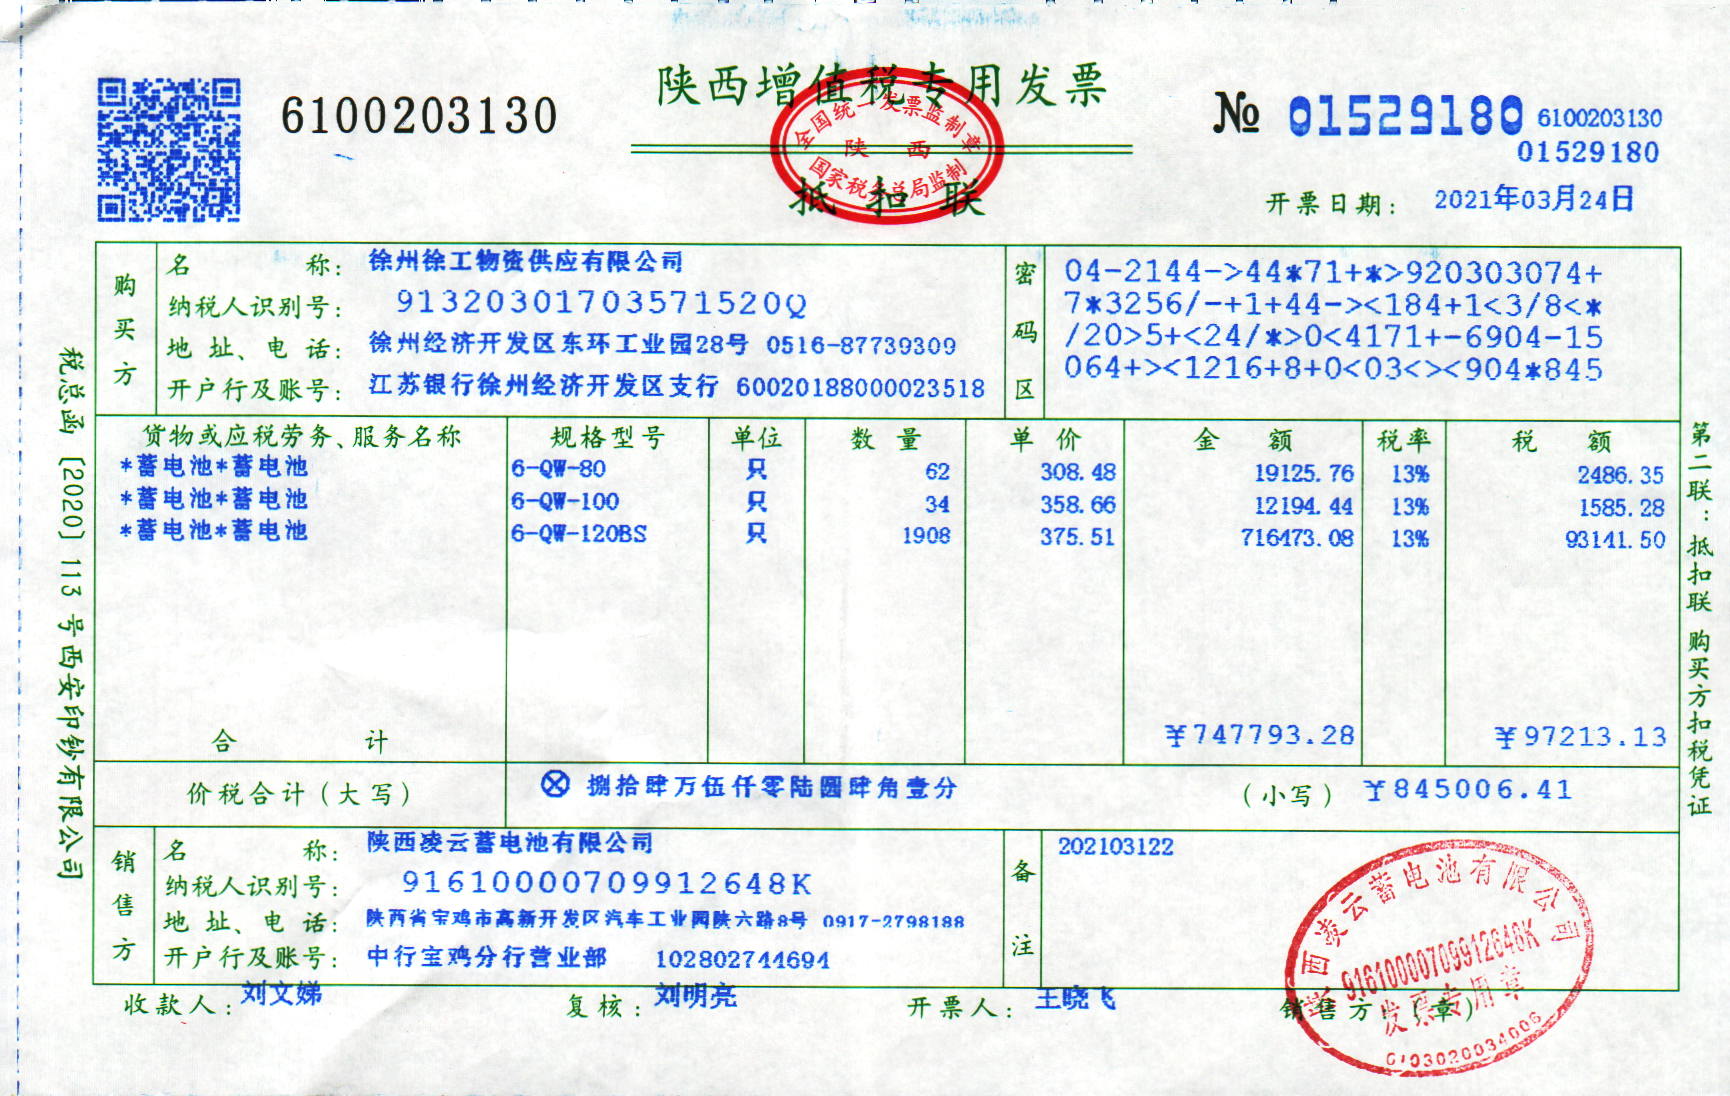 陕西增值税专用发票
6100203130
№ 01529180 6100203130
01529180
全国统一发票监制章
陕 西
国家税务总局监制
抵扣联
开票日期: 2021年03月24日
税总函〔2020〕113号西安印钞有限公司
购买方
名称: 徐州徐工物资供应有限公司
纳税人识别号: 91320301703571520Q
地址、电话: 徐州经济开发区东环工业园28号 0516-87739309
开户行及账号: 江苏银行徐州经济开发区支行 60020188000023518
密码区
04-2144->44*71+*>920303074+
7*3256/-+1+44-><184+1<3/8<*
/20>5+<24/*>0<4171+-6904-15
064+><1216+8+0<03<><904*845
货物或应税劳务、服务名称 规格型号 单位 数量 单价 金额 税率 税额
*蓄电池*蓄电池 6-QW-80 只 62 308.48 19125.76 13% 2486.35
*蓄电池*蓄电池 6-QW-100 只 34 358.66 12194.44 13% 1585.28
*蓄电池*蓄电池 6-QW-120BS 只 1908 375.51 716473.08 13% 93141.50
合计 ¥747793.28 ¥97213.13
价税合计(大写) ⊗捌拾肆万伍仟零陆圆肆角壹分 (小写) ¥845006.41
销售方
名称: 陕西凌云蓄电池有限公司
纳税人识别号: 91610000709912648K
地址、电话: 陕西省宝鸡市高新开发区汽车工业园陕六路8号 0917-2798188
开户行及账号: 中行宝鸡分行营业部 102802744694
备注
202103122
收款人: 刘文娣 复核: 刘明亮 开票人: 王晓飞 销售方:(章)
陕西凌云蓄电池有限公司
91610000709912648K
发票专用章
6103020034006
第二联:抵扣联 购买方扣税凭证